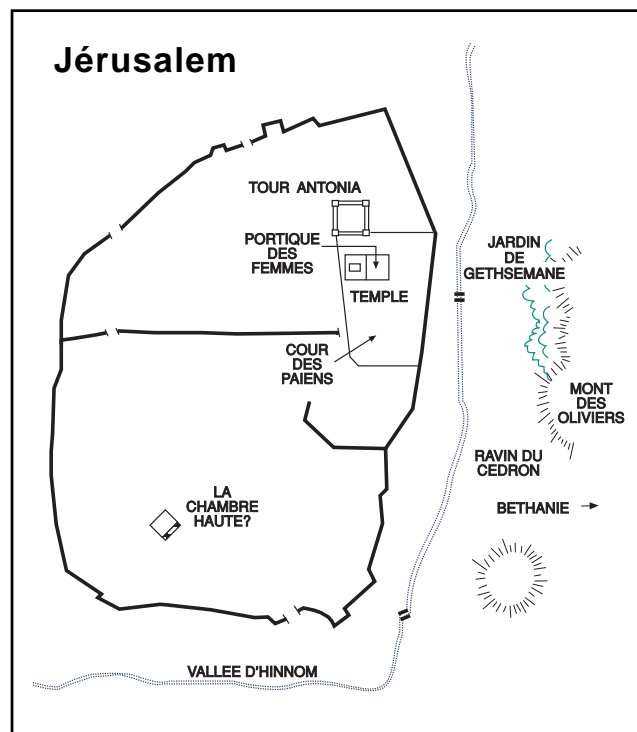 Jérusalem
TOUR ANTONIA
PORTIQUE
DES
FEMMES
JARDIN
DE
GETHSEMANE
TEMPLE
COUR
DES
PAIENS
MONT
DES
OLIVIERS
RAVIN DU
CEDRON
LA
CHAMBRE
HAUTE?
BETHANIE
VALLEE D'HINNOM